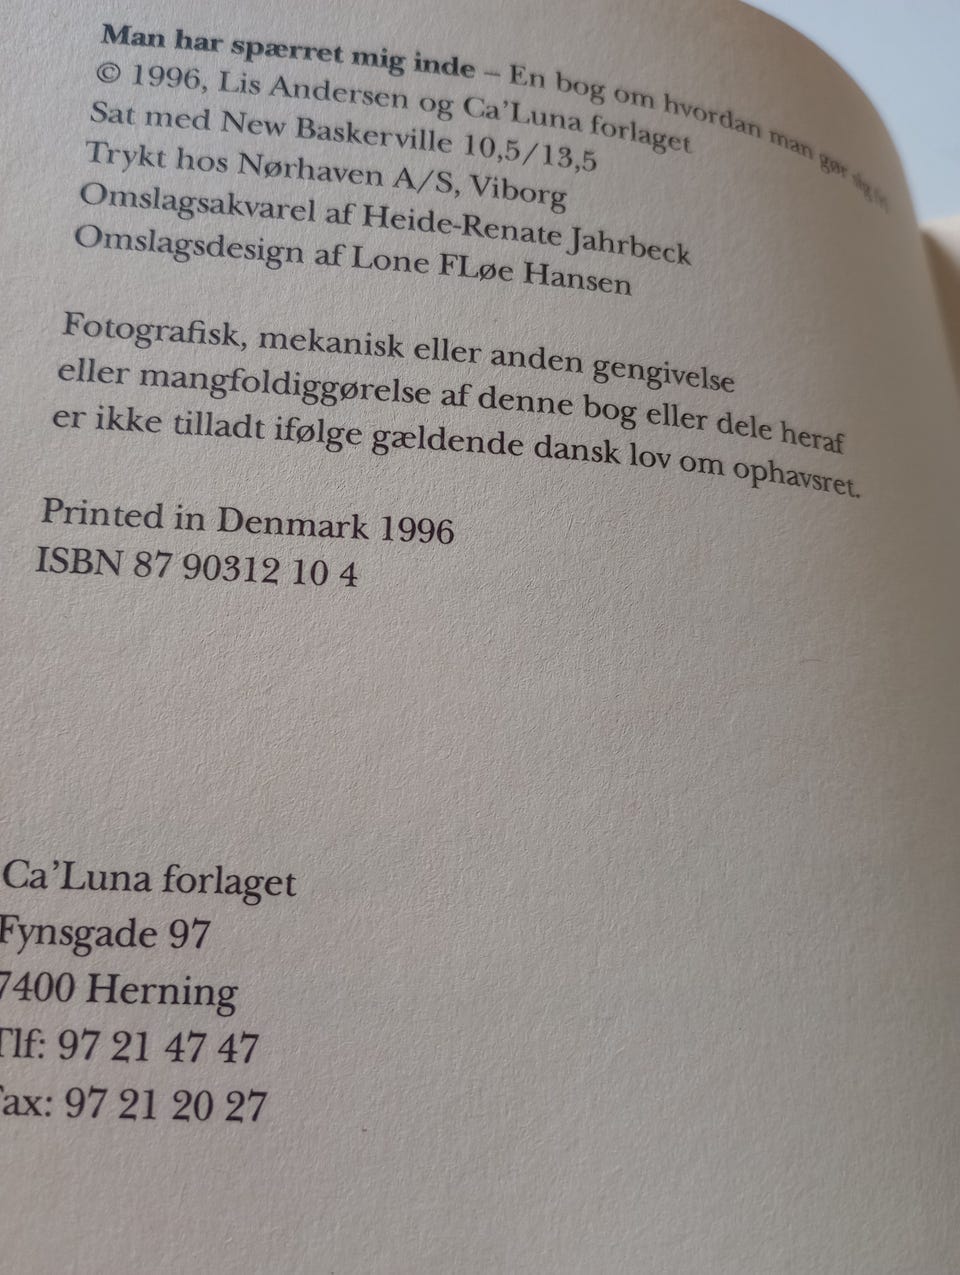 Man har spærret mig inde – En bog om hvordan man gør sig fri
© 1996, Lis Andersen og Ca’Luna forlaget
Sat med New Baskerville 10,5/13,5
Trykt hos Nørhaven A/S, Viborg
Omslagsakvarel af Heide-Renate Jahrbeck
Omslagsdesign af Lone FLøe Hansen
Fotografisk, mekanisk eller anden gengivelse
eller mangfoldiggørelse af denne bog eller dele heraf
er ikke tilladt ifølge gældende dansk lov om ophavsret.
Printed in Denmark 1996
ISBN 87 90312 10 4
Ca’Luna forlaget
Fynsgade 97
7400 Herning
Tlf: 97 21 47 47
Fax: 97 21 20 27